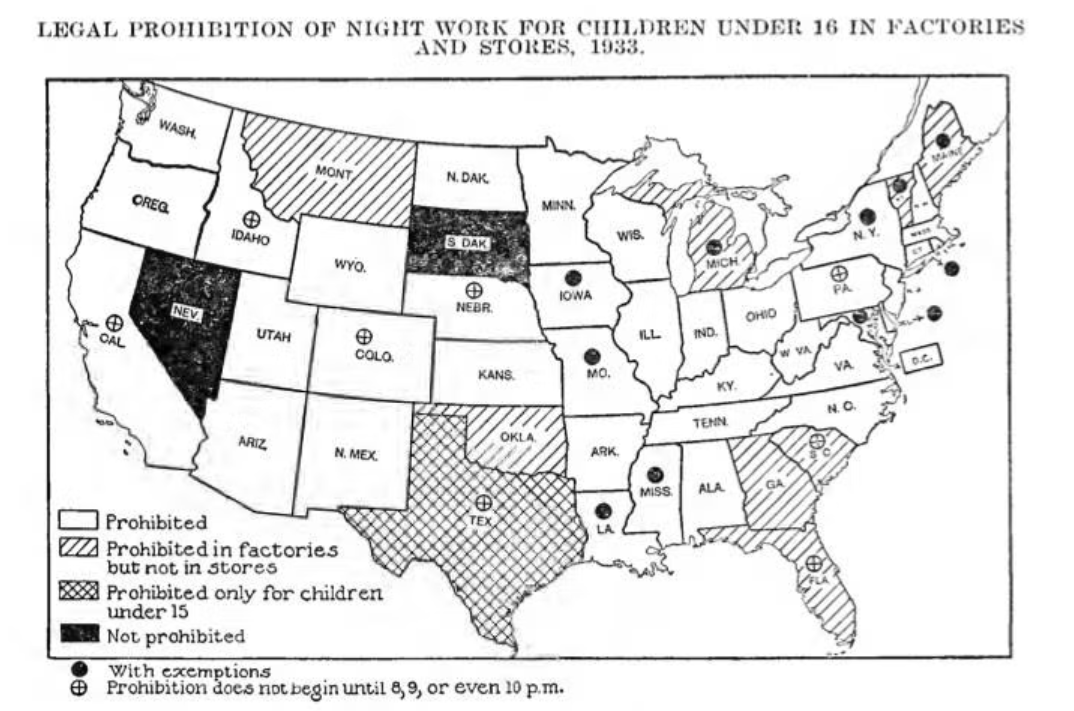 LEGAL PROHIBITION OF NIGHT WORK FOR CHILDREN UNDER 16 IN FACTORIES
AND STORES, 1933.
WASH.
MONT.
N. DAK.
MINN.
MAINE
OREG.
IDAHO
S DAK
WIS.
MICH.
N.Y.
MASS
CT
WYO.
NEBR.
IOWA
PA.
N J
NEV.
CAL.
UTAH
COLO.
ILL.
IND.
OHIO
W VA.
VA.
D.C.
KANS.
MO.
KY.
N. C.
TENN.
ARIZ.
N. MEX.
OKLA.
ARK.
S C
MISS.
ALA.
GA.
TEX.
LA.
FLA
Prohibited
Prohibited in factories
but not in stores
Prohibited only for children
under 15
Not prohibited
With exemptions
Prohibition does not begin until 8, 9, or even 10 p.m.